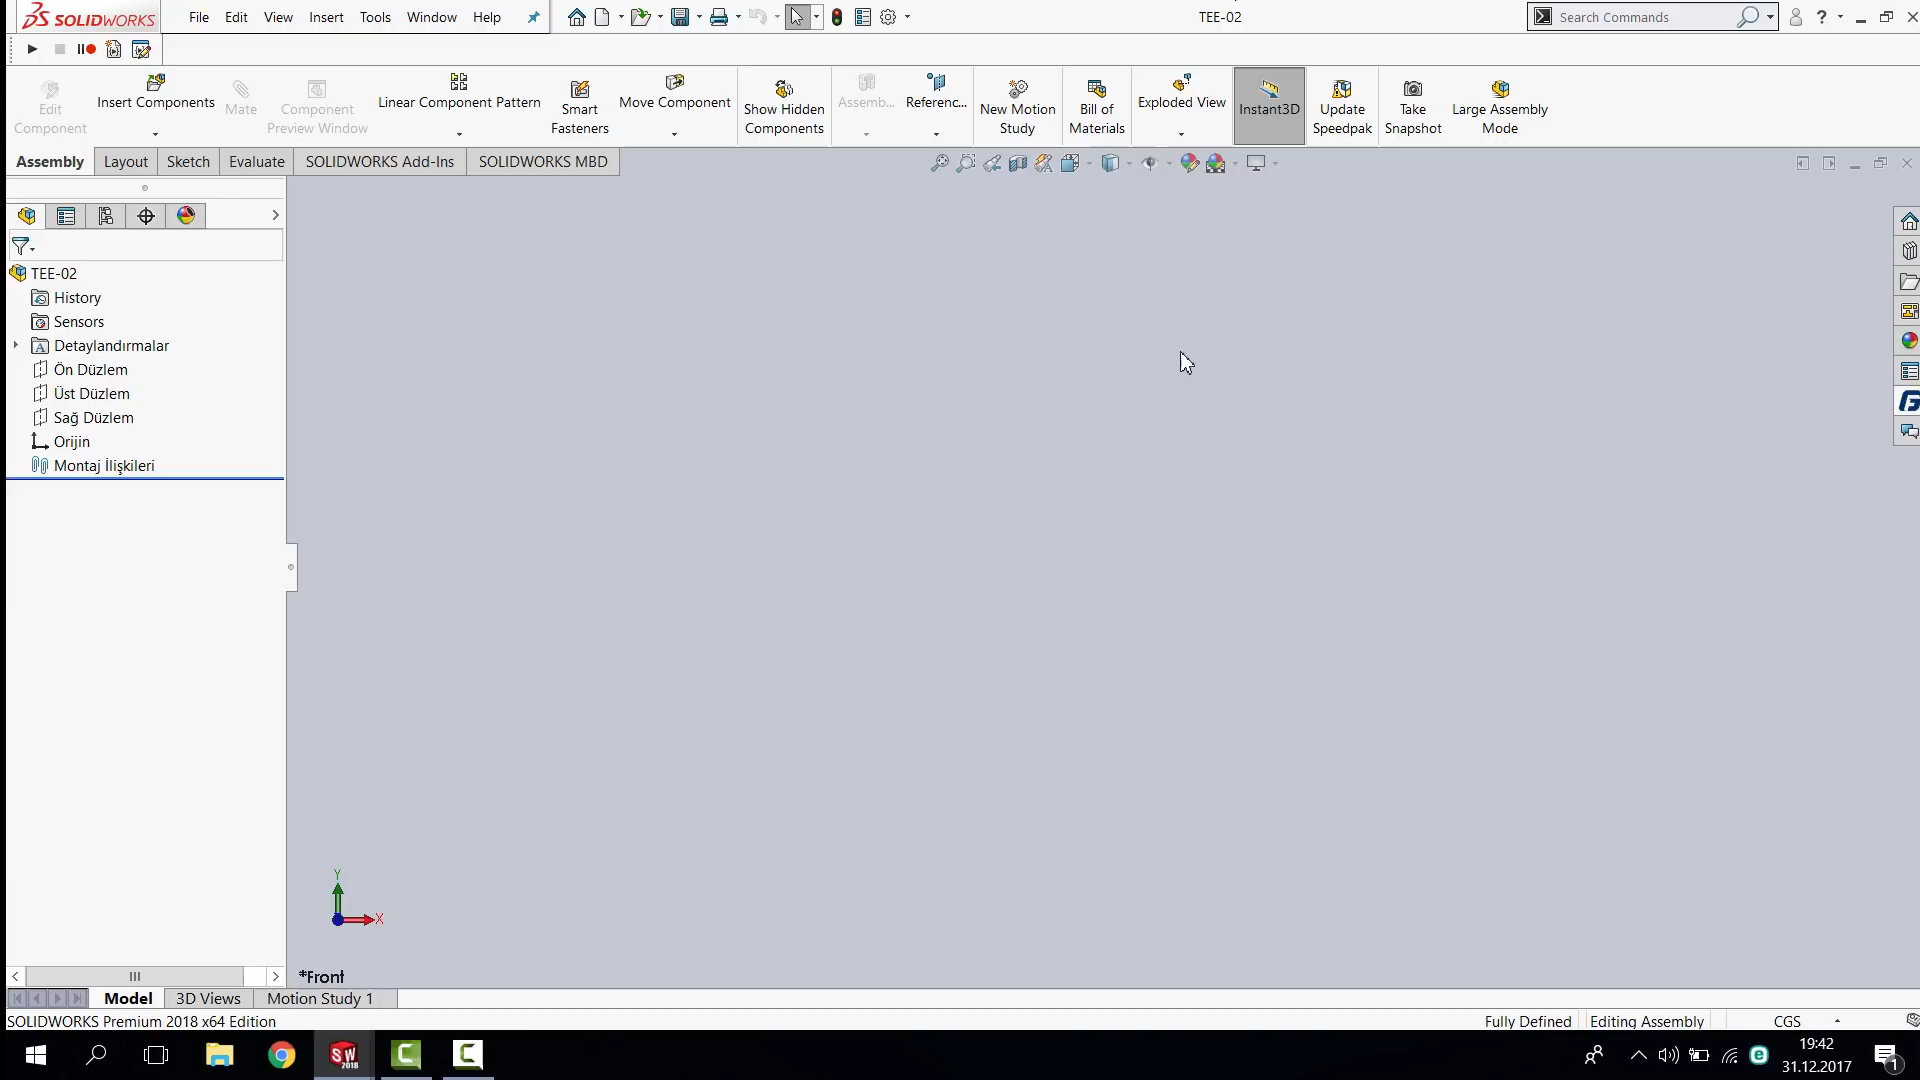 SOLIDWORKS File Edit View Insert Tools Window Help TEE-02 Search Commands ?
Edit Component
Insert Components
Mate
Component Preview Window
Linear Component Pattern
Smart Fasteners
Move Component
Show Hidden Components
Assemb...
Referenc...
New Motion Study
Bill of Materials
Exploded View
Instant3D
Update Speedpak
Take Snapshot
Large Assembly Mode
Assembly Layout Sketch Evaluate SOLIDWORKS Add-Ins SOLIDWORKS MBD
TEE-02
History
Sensors
A Detaylandırmalar
Ön Düzlem
Üst Düzlem
Sağ Düzlem
Orijin
Montaj İlişkileri
Y
X
*Front
Model 3D Views Motion Study 1
SOLIDWORKS Premium 2018 x64 Edition Fully Defined Editing Assembly CGS
SW 2018
19:42
31.12.2017
1